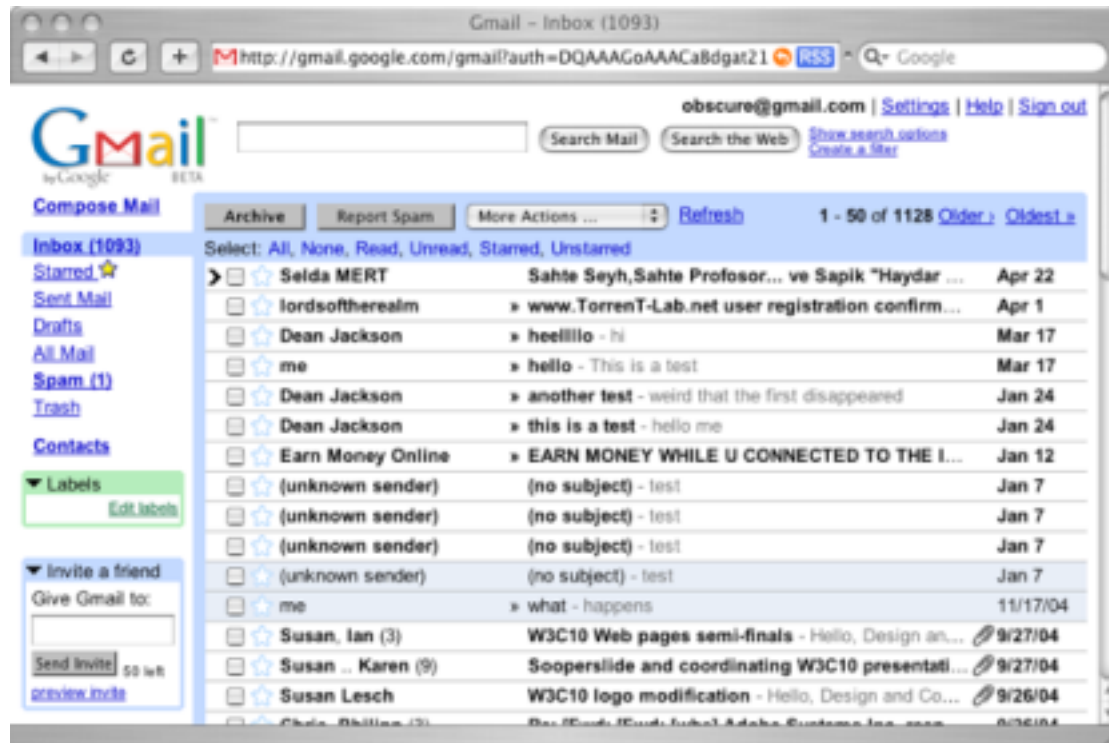 Gmail – Inbox (1093)
http://gmail.google.com/gmail?auth=DQAAAGoAAACaBdgat21 RSS Google
obscure@gmail.com | Settings | Help | Sign out
Gmail by Google BETA
Search Mail Search the Web Show search options
Create a filter
Compose Mail
Inbox (1093)
Starred
Sent Mail
Drafts
All Mail
Spam (1)
Trash
Contacts
Labels
Edit labels
Invite a friend
Give Gmail to:
Send Invite 50 left
preview invite
Archive Report Spam More Actions ... Refresh 1 - 50 of 1128 Older › Oldest »
Select: All, None, Read, Unread, Starred, Unstarred
Selda MERT Sahte Seyh,Sahte Profosor... ve Sapik "Haydar ... Apr 22
lordsoftherealm » www.TorrenT-Lab.net user registration confirm... Apr 1
Dean Jackson » heellllo - hi Mar 17
me » hello - This is a test Mar 17
Dean Jackson » another test - weird that the first disappeared Jan 24
Dean Jackson » this is a test - hello me Jan 24
Earn Money Online » EARN MONEY WHILE U CONNECTED TO THE I... Jan 12
(unknown sender) (no subject) - test Jan 7
(unknown sender) (no subject) - test Jan 7
(unknown sender) (no subject) - test Jan 7
(unknown sender) (no subject) - test Jan 7
me » what - happens 11/17/04
Susan, Ian (3) W3C10 Web pages semi-finals - Hello, Design an... 9/27/04
Susan .. Karen (9) Sooperslide and coordinating W3C10 presentati... 9/27/04
Susan Lesch W3C10 logo modification - Hello, Design and Co... 9/26/04